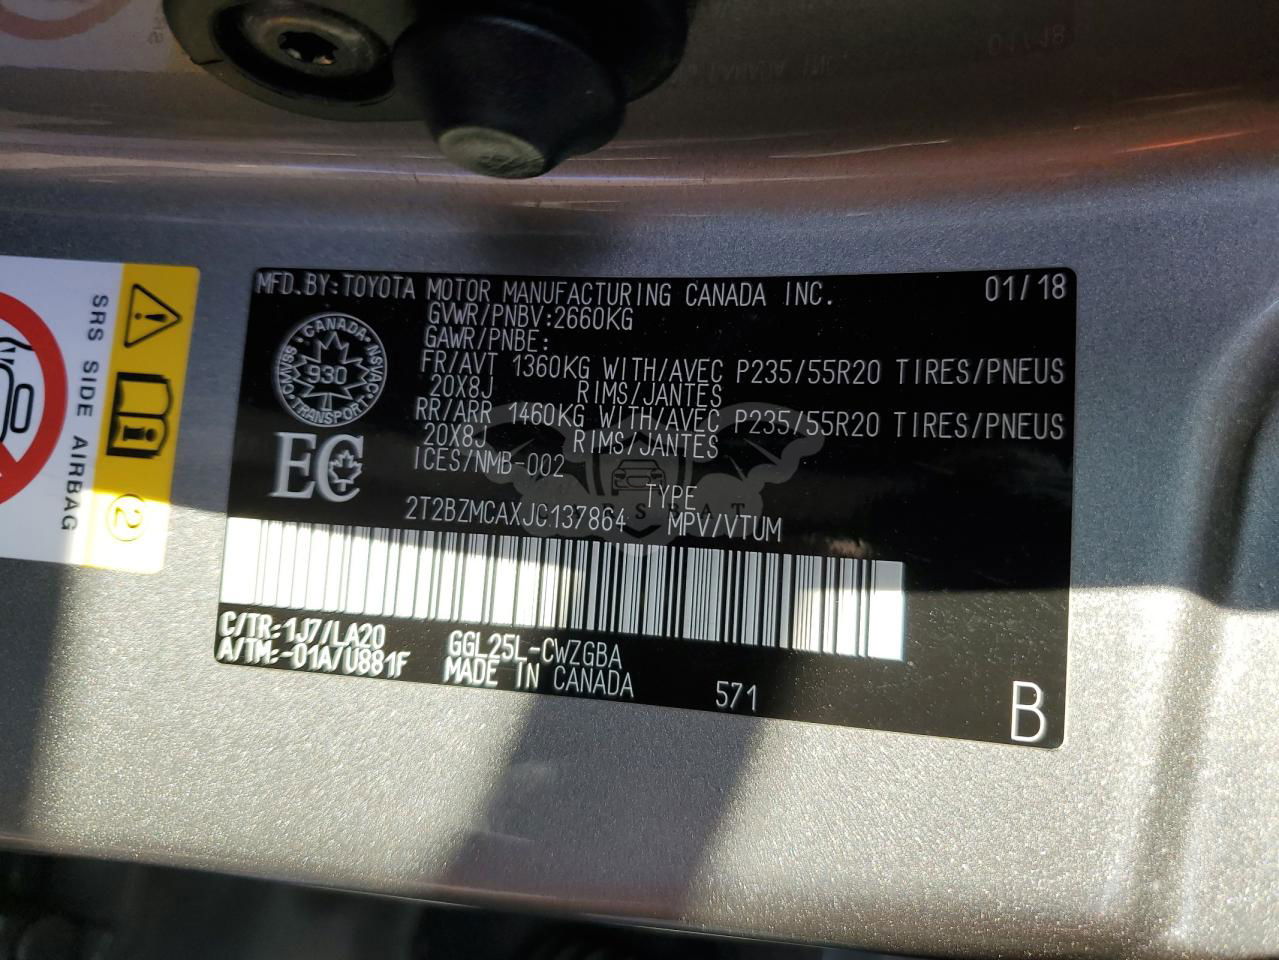 MFD.BY:TOYOTA MOTOR MANUFACTURING CANADA INC. 01/18
GVWR/PNBV:2660KG
GAWR/PNBE:
FR/AVT 1360KG WITH/AVEC P235/55R20 TIRES/PNEUS
20X8J RIMS/JANTES
RR/ARR 1460KG WITH/AVEC P235/55R20 TIRES/PNEUS
20X8J RIMS/JANTES
ICES/NMB-002
CANADA
930
TRANSPORT
EC
TYPE
2T2BZMCAXJC137864 MPV/VTUM
C/TR:1J7/LA20 GGL25L-CWZGBA
A/TM:-01A/U881F MADE IN CANADA 571
B
SRS SIDE AIRBAG
2